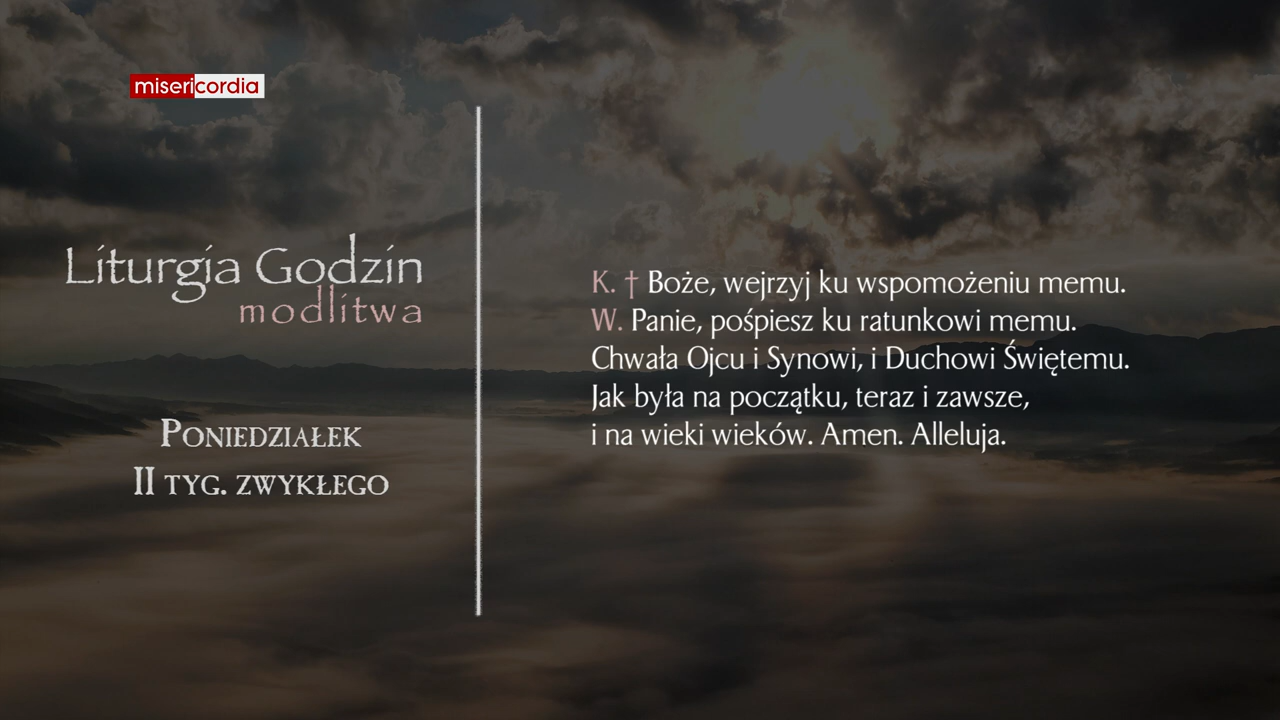 misericordia
Liturgia Godzin
modlitwa
Poniedziałek
II tyg. zwykłego
K. † Boże, wejrzyj ku wspomożeniu memu.
W. Panie, pośpiesz ku ratunkowi memu.
Chwała Ojcu i Synowi, i Duchowi Świętemu.
Jak była na początku, teraz i zawsze,
i na wieki wieków. Amen. Alleluja.